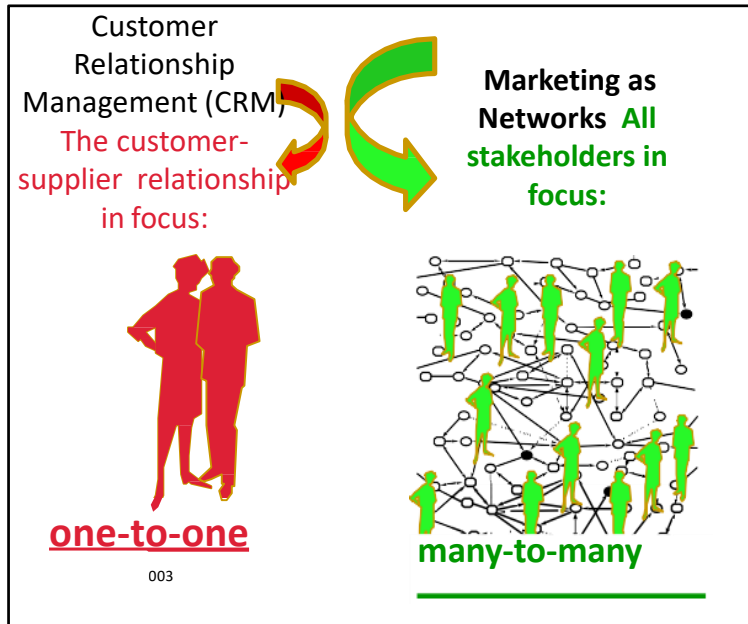 Customer
Relationship
Management (CRM)
The customer-
supplier relationship
in focus:
one-to-one
003
Marketing as
Networks All
stakeholders in
focus:
many-to-many